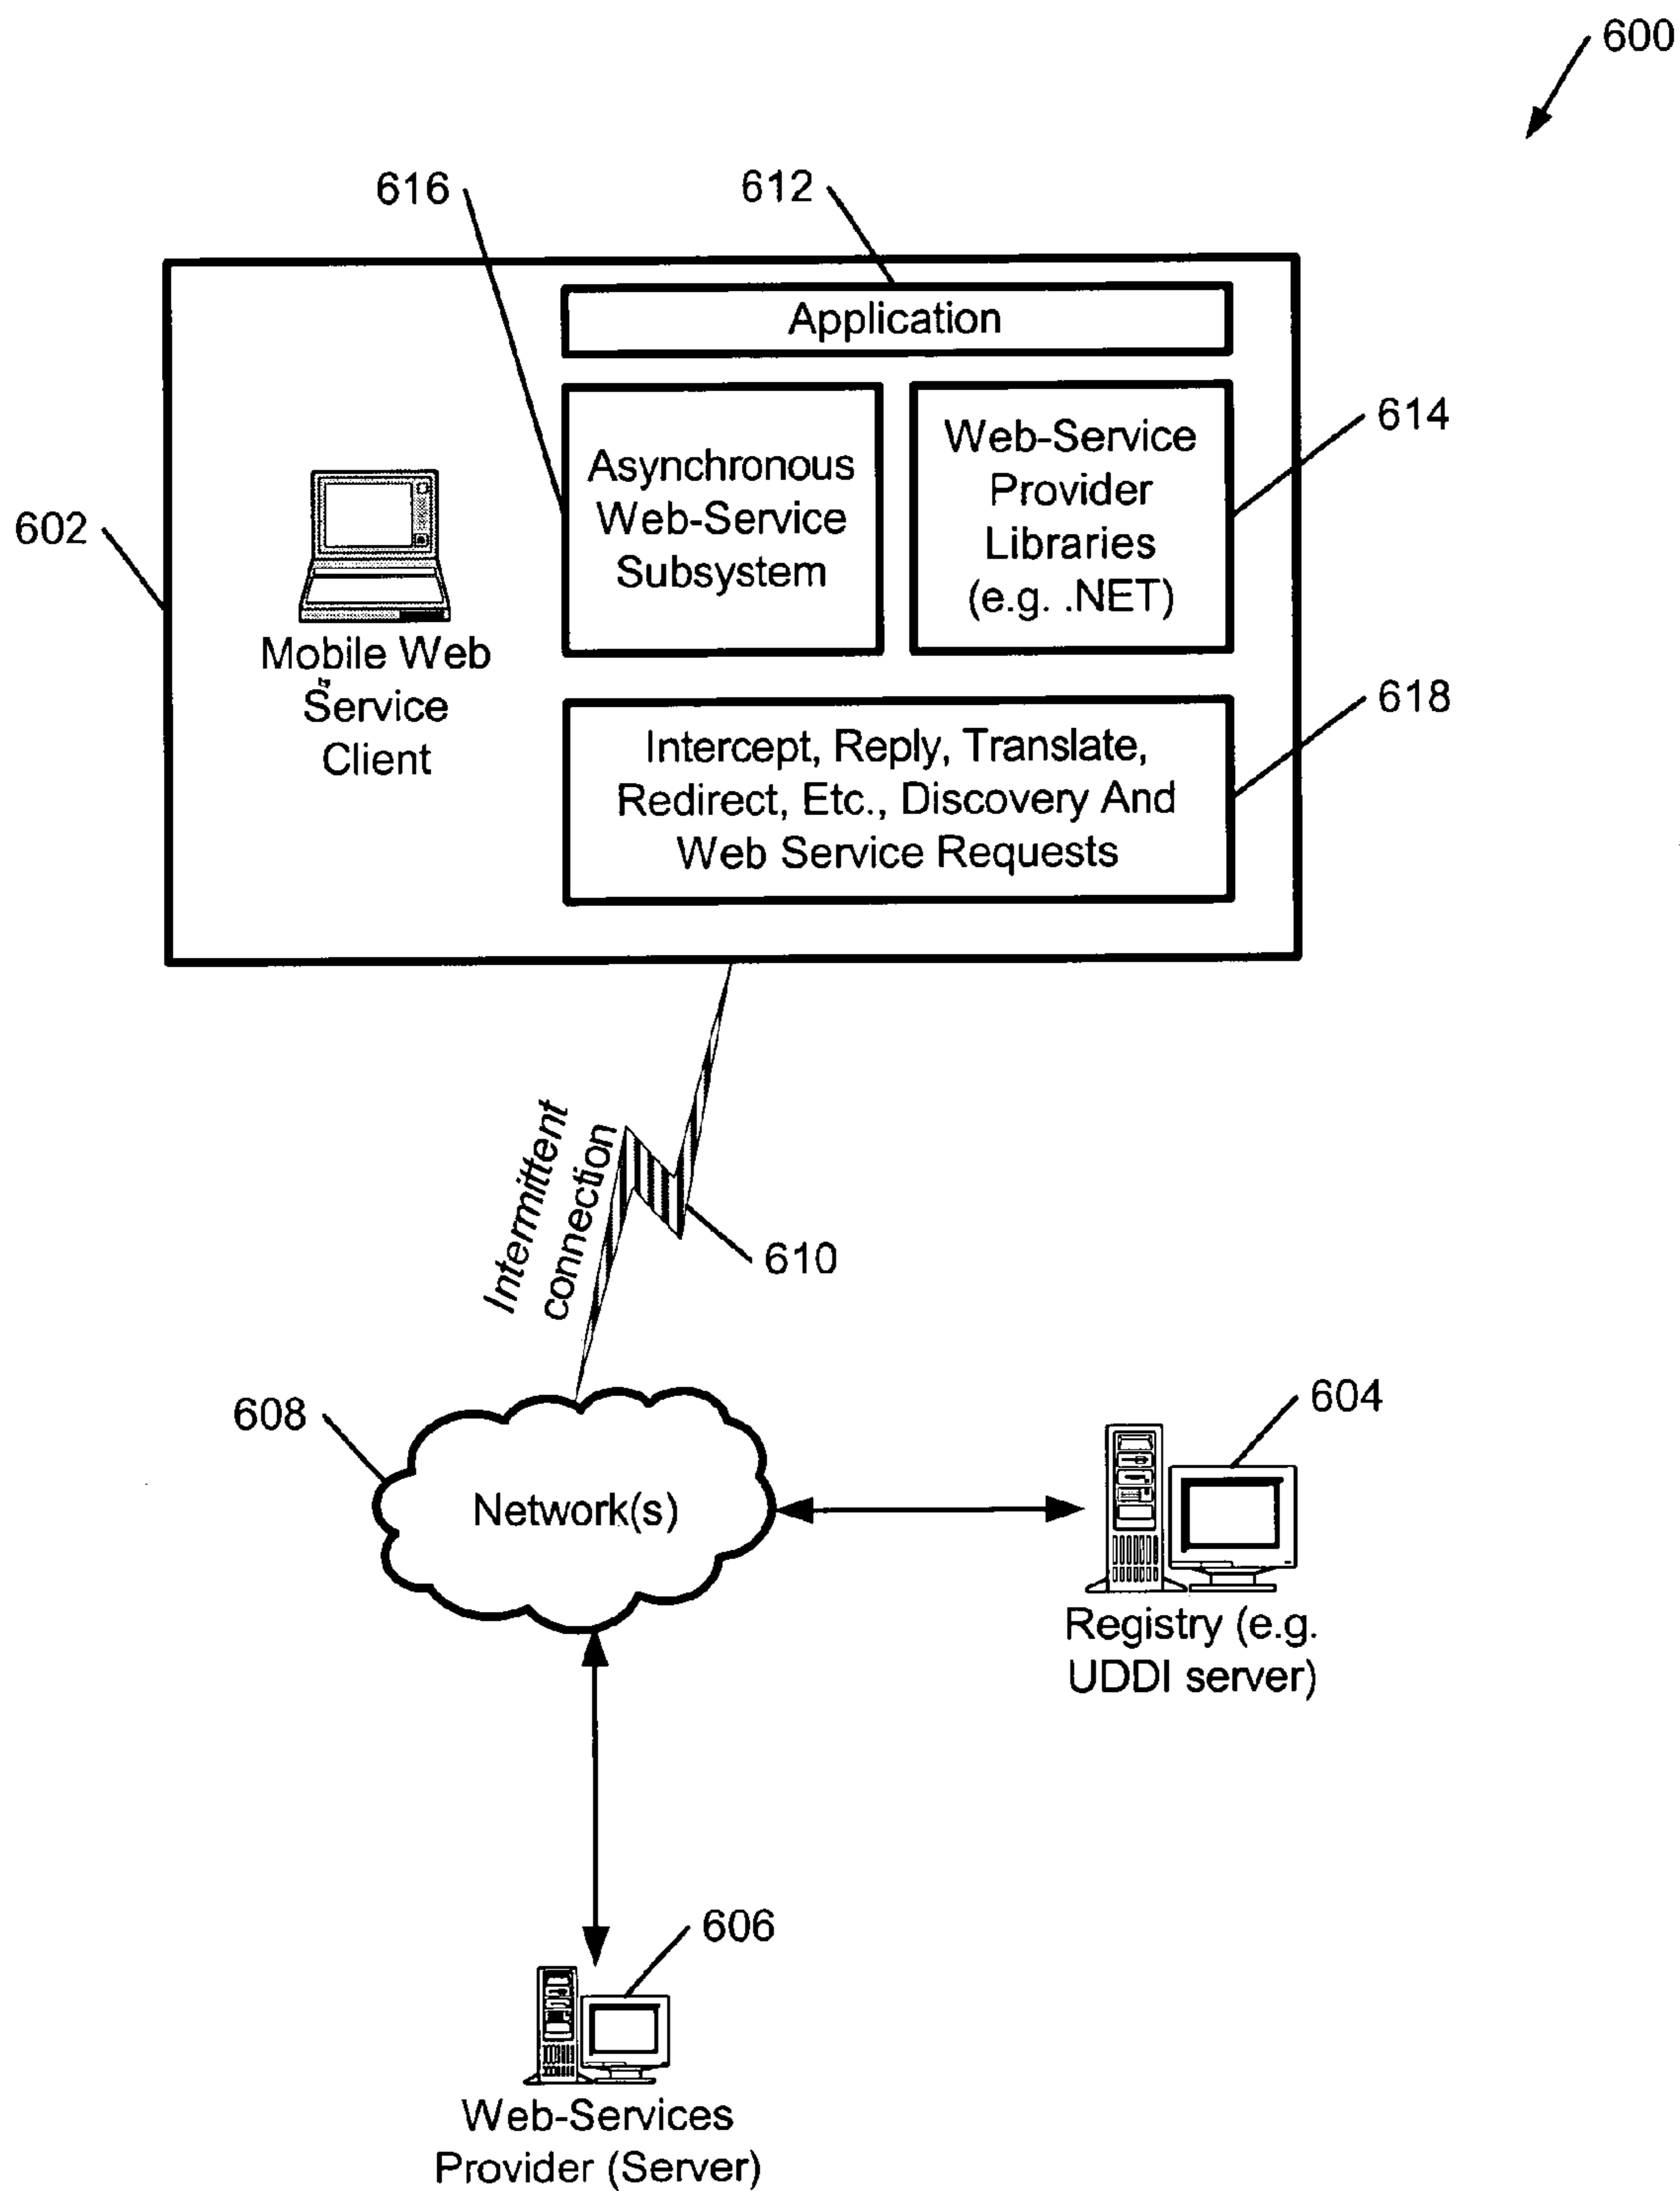 600
616
612
Application
Asynchronous
Web-Service
Subsystem
Web-Service
Provider
Libraries
(e.g. .NET)
614
602
Mobile Web
Service
Client
618
Intercept, Reply, Translate,
Redirect, Etc., Discovery And
Web Service Requests
Intermittent
connection
610
608
Network(s)
604
Registry (e.g.
UDDI server)
606
Web-Services
Provider (Server)